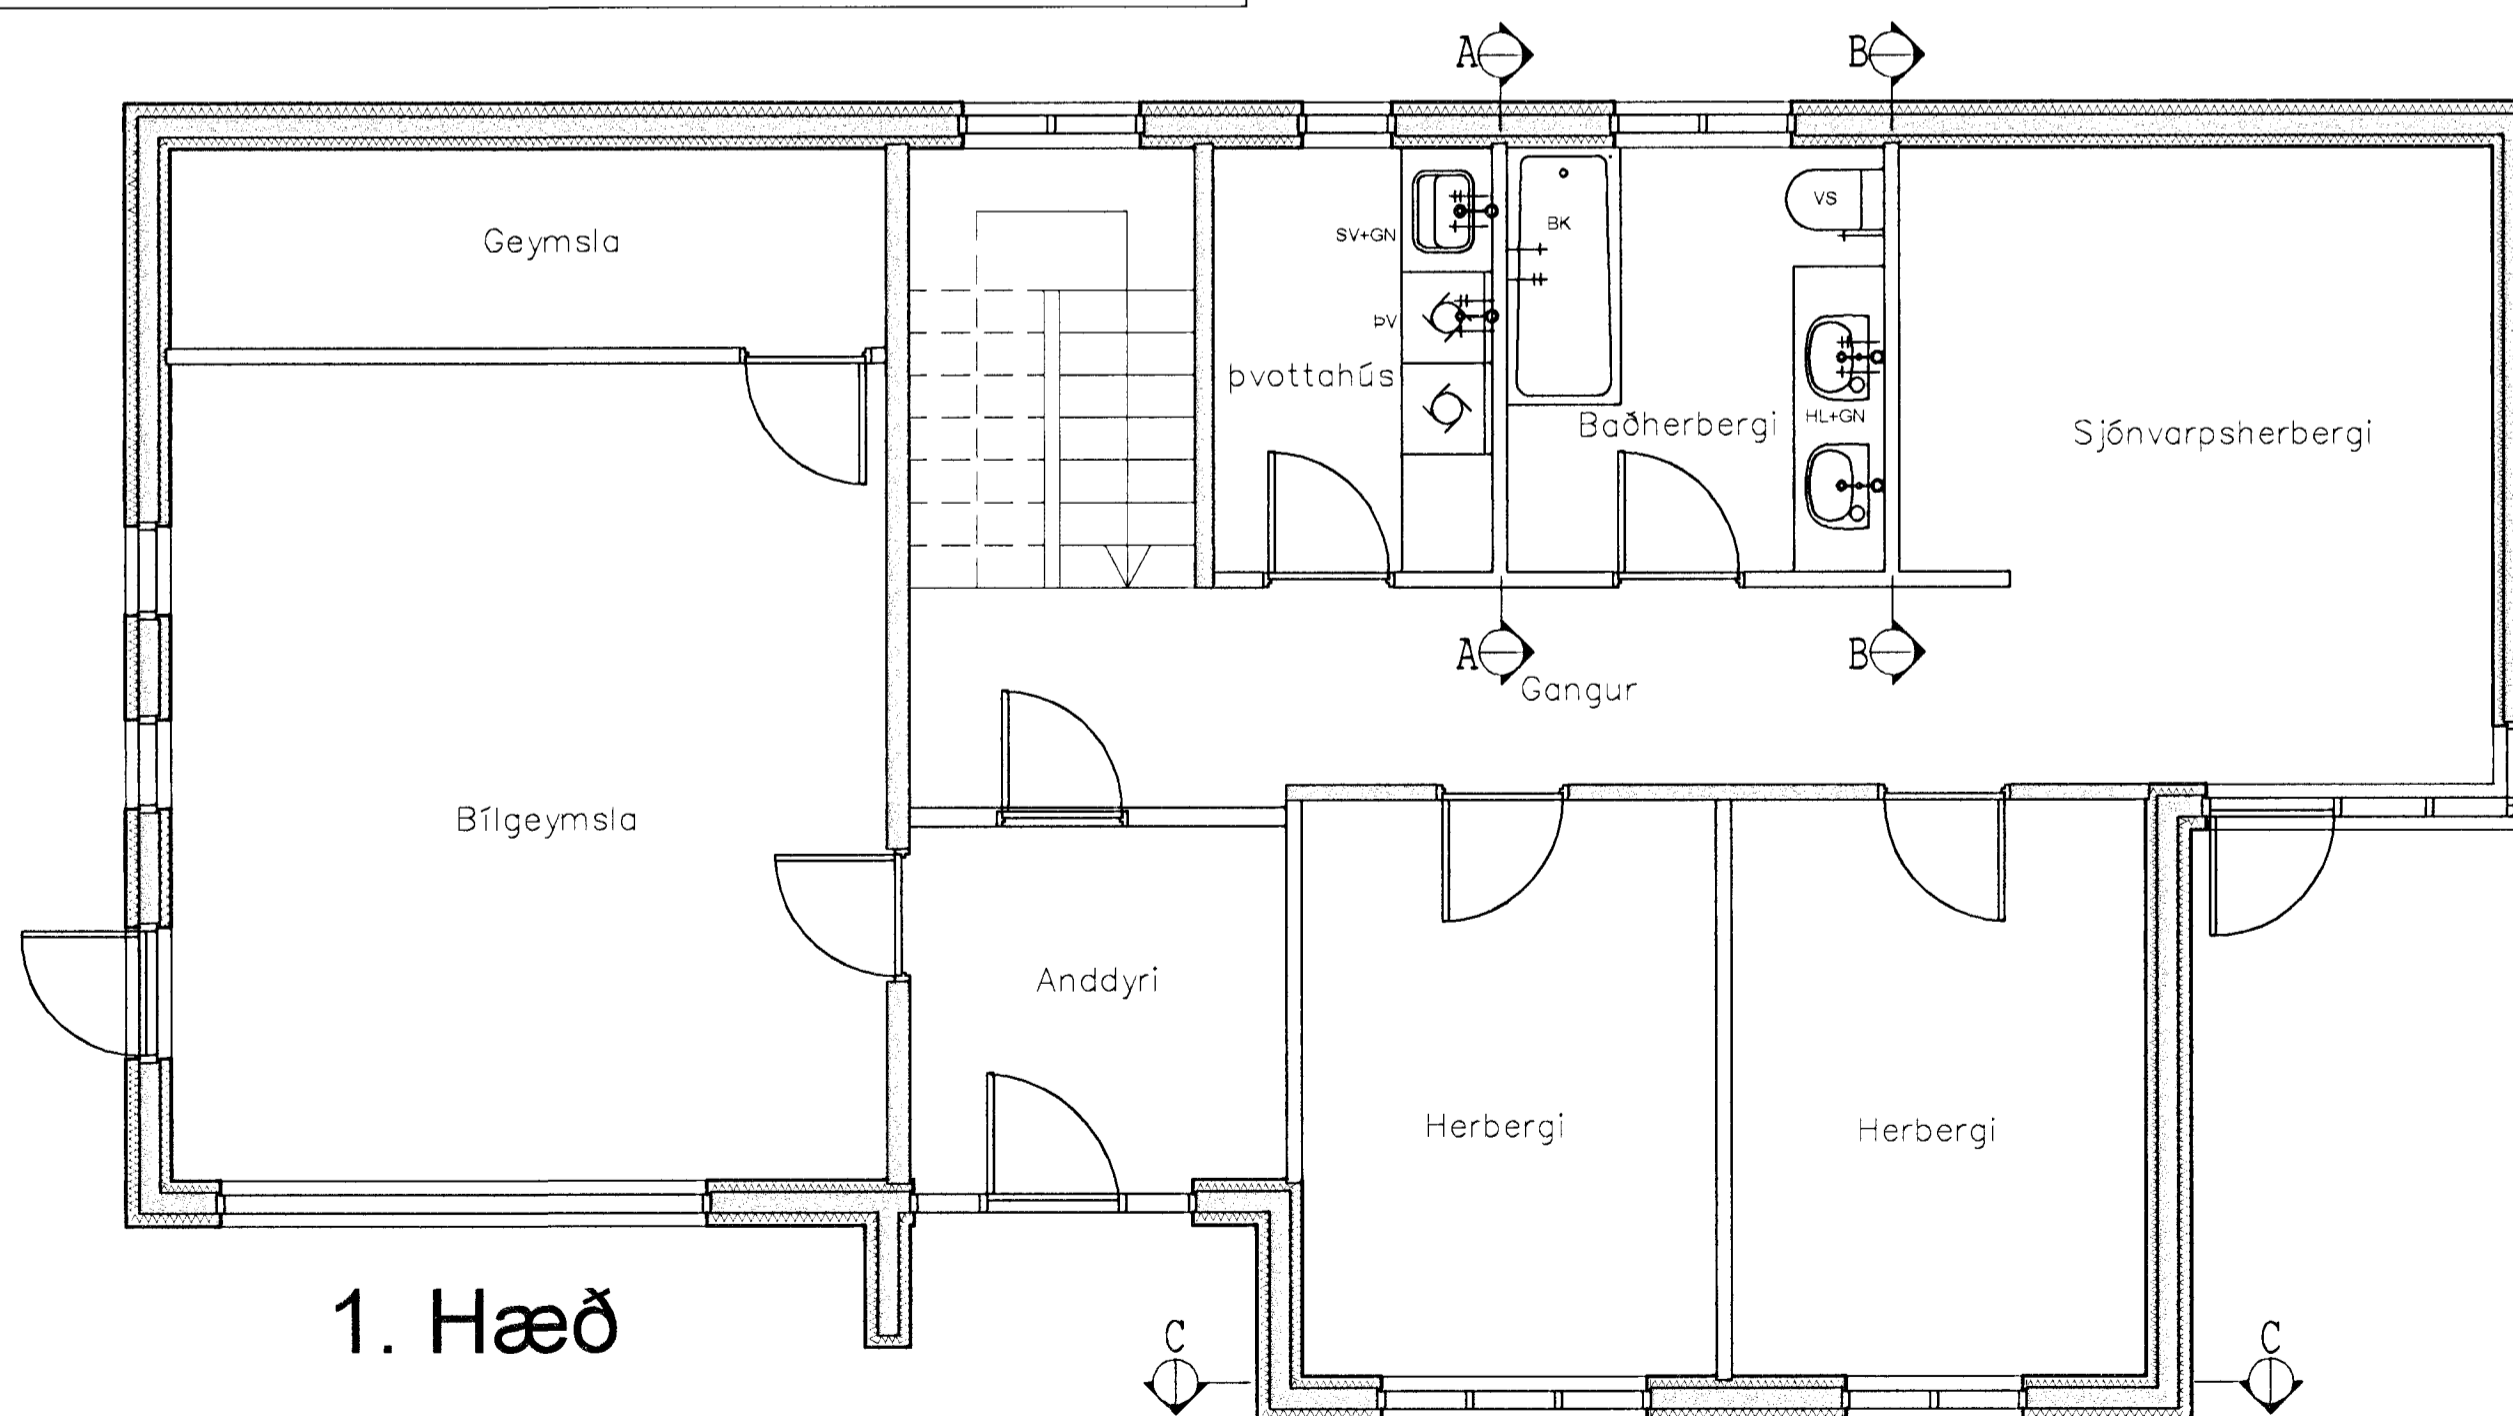 A
B
Geymsla
SV+GN
BK
VS
ÞV
þvottahús
Baðherbergi
HL+GN
Sjónvarpsherbergi
A
B
Gangur
Bílgeymsla
Anddyri
Herbergi
Herbergi
1. Hæð
C
C